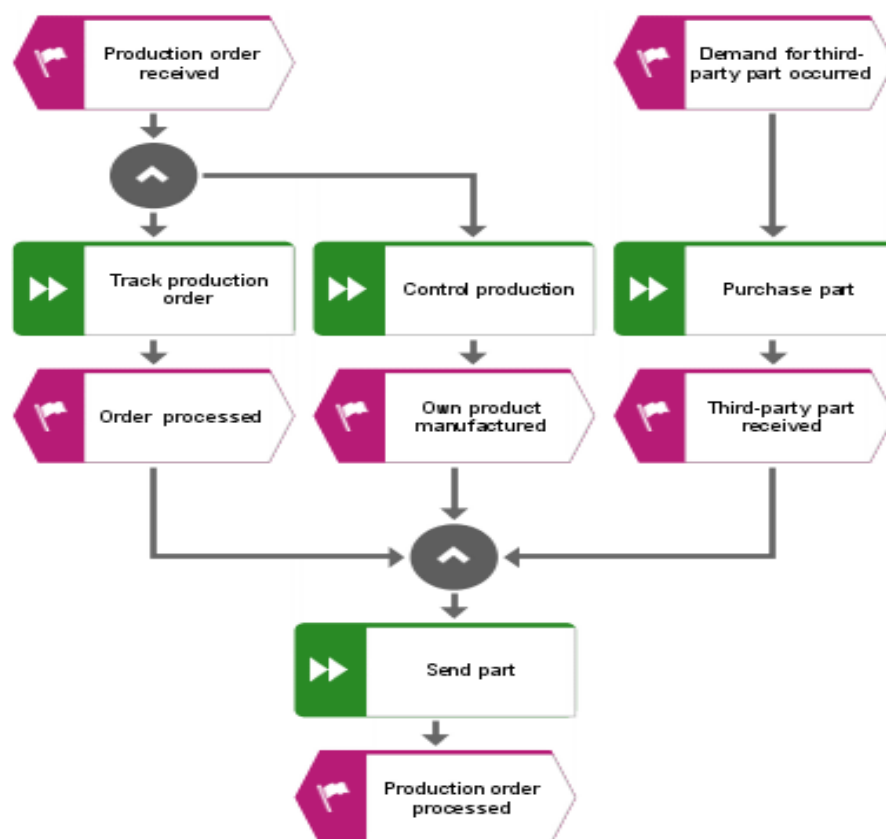 Production order
received
Demand for third-
party part occurred
Track production
order
Control production
Purchase part
Order processed
Own product
manufactured
Third-party part
received
Send part
Production order
processed